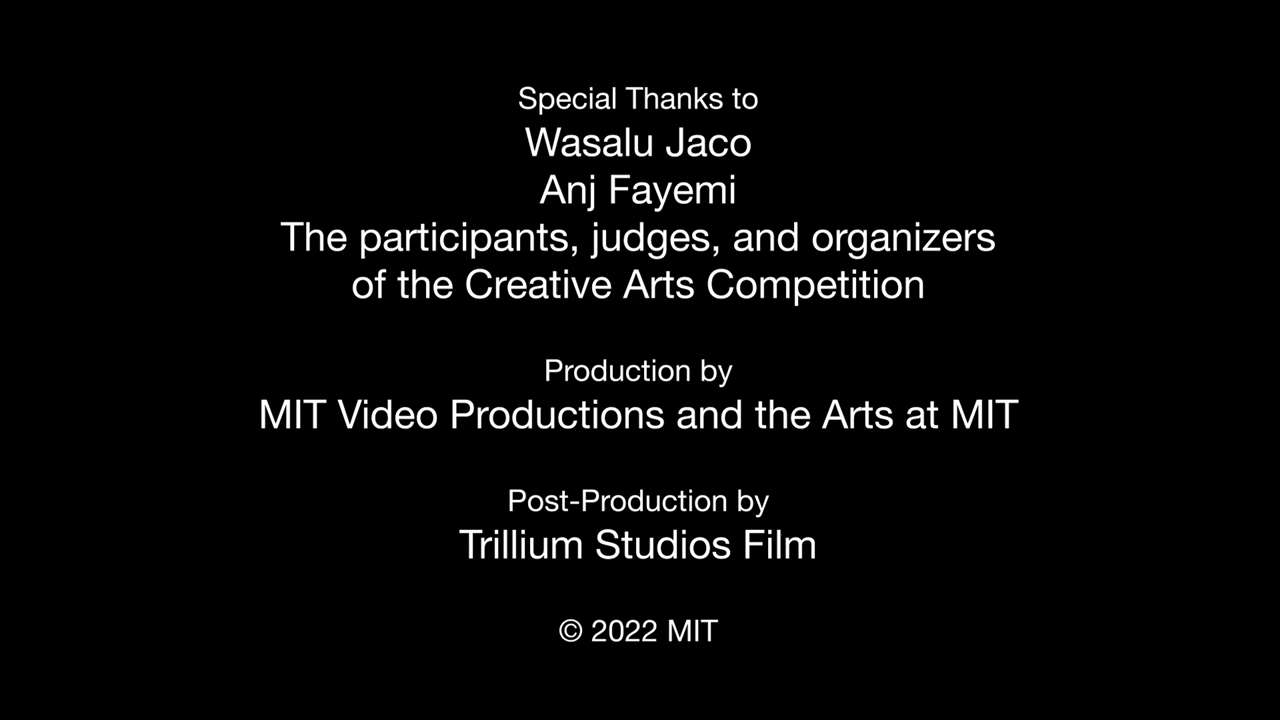 Special Thanks to
Wasalu Jaco
Anj Fayemi
The participants, judges, and organizers
of the Creative Arts Competition
Production by
MIT Video Productions and the Arts at MIT
Post-Production by
Trillium Studios Film
© 2022 MIT